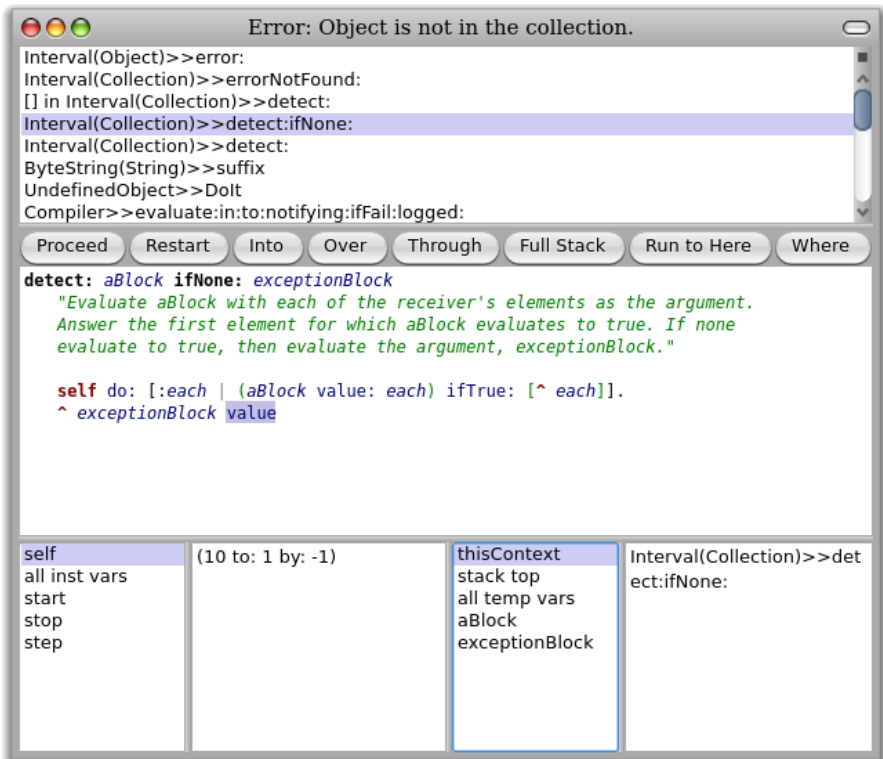 Error: Object is not in the collection.
Interval(Object)>>error:
Interval(Collection)>>errorNotFound:
[] in Interval(Collection)>>detect:
Interval(Collection)>>detect:ifNone:
Interval(Collection)>>detect:
ByteString(String)>>suffix
UndefinedObject>>DoIt
Compiler>>evaluate:in:to:notifying:ifFail:logged:
Proceed Restart Into Over Through Full Stack Run to Here Where
detect: aBlock ifNone: exceptionBlock
"Evaluate aBlock with each of the receiver's elements as the argument.
Answer the first element for which aBlock evaluates to true. If none
evaluate to true, then evaluate the argument, exceptionBlock."
self do: [:each | (aBlock value: each) ifTrue: [^ each]].
^ exceptionBlock value
self
all inst vars
start
stop
step
(10 to: 1 by: -1)
thisContext
stack top
all temp vars
aBlock
exceptionBlock
Interval(Collection)>>det
ect:ifNone: